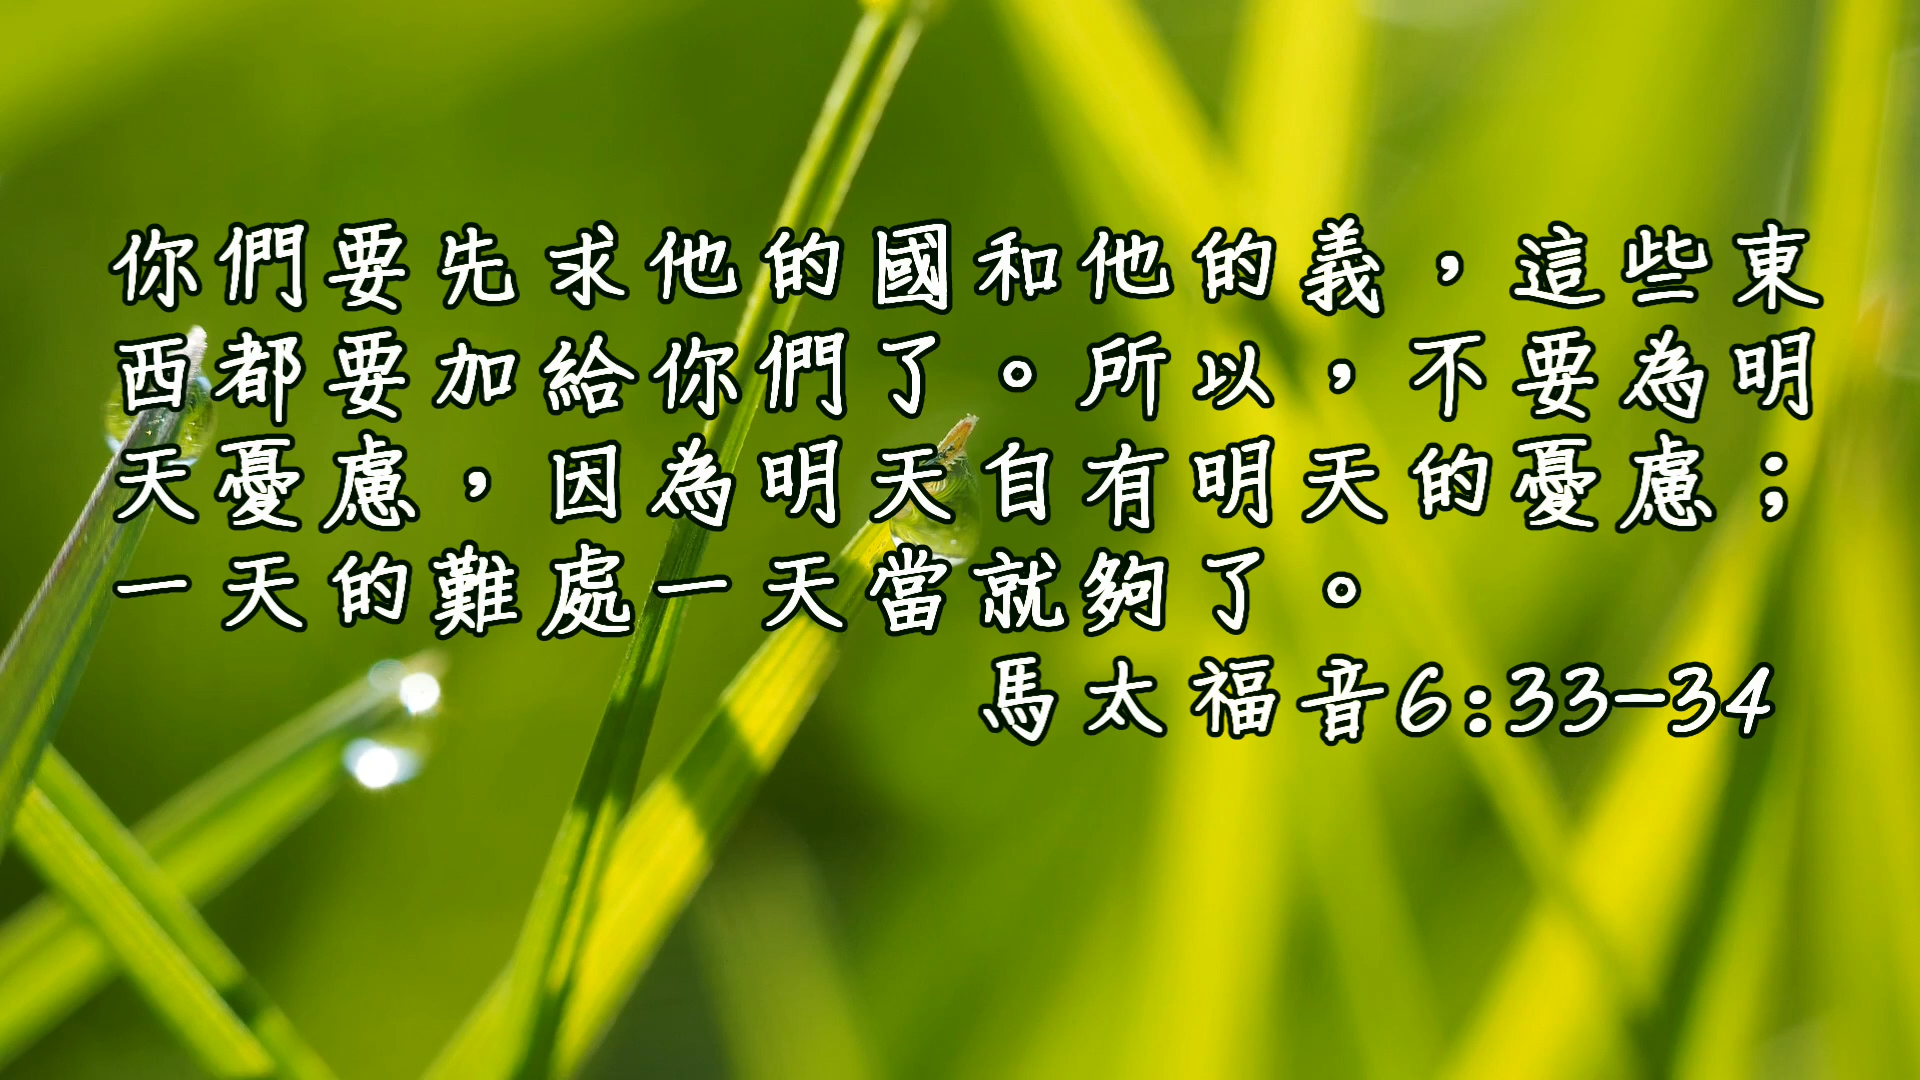 你們要先求他的國和他的義，這些東
西都要加給你們了。所以，不要為明
天憂慮，因為明天自有明天的憂慮；
一天的難處一天當就夠了。
馬太福音6:33-34